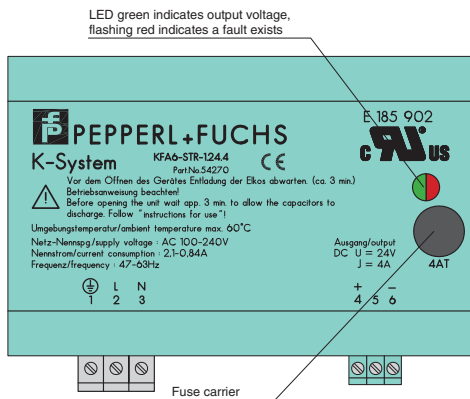 LED green indicates output voltage,
flashing red indicates a fault exists
E 185 902
PEPPERL+FUCHS
c RU US
K-System
KFA6-STR-1.24.4
Part.No.54270
CE
Vor dem Öffnen des Gerätes Entladung der Elkos abwarten. (ca. 3 min.)
Betriebsanweisung beachten!
Before opening the unit wait app. 3 min. to allow the capacitors to
discharge. Follow "instructions for use"!
Umgebungstemperatur/ambient temperature max. 60°C
Netz-Nennspg./supply voltage : AC 100-240V
Nennstrom/current consumption : 2,1-0,84A
Frequenz/frequency : 47-63Hz
Ausgang/output
DC U = 24V
J = 4A
4AT
L N
1 2 3
+ −
4 5 6
Fuse carrier